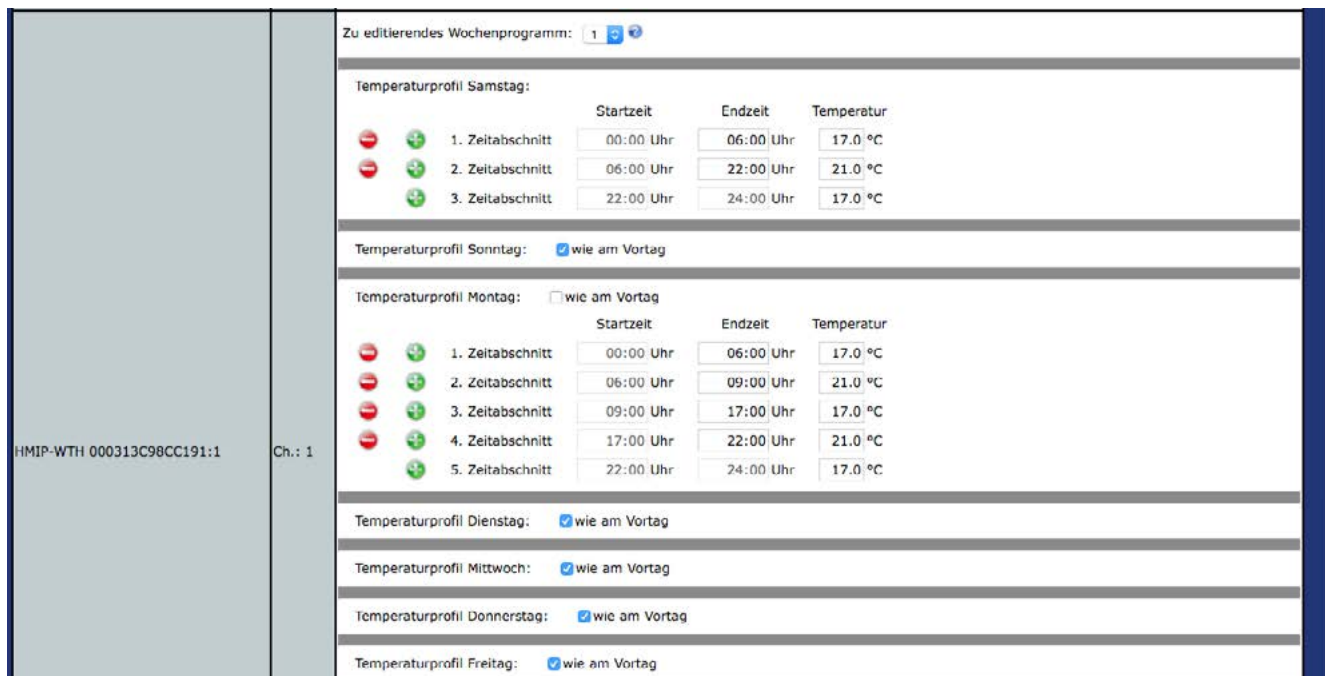 Zu editierendes Wochenprogramm: 1
Temperaturprofil Samstag:
Startzeit Endzeit Temperatur
1. Zeitabschnitt 00:00 Uhr 06:00 Uhr 17.0 °C
2. Zeitabschnitt 06:00 Uhr 22:00 Uhr 21.0 °C
3. Zeitabschnitt 22:00 Uhr 24:00 Uhr 17.0 °C
Temperaturprofil Sonntag: wie am Vortag
Temperaturprofil Montag: wie am Vortag
Startzeit Endzeit Temperatur
1. Zeitabschnitt 00:00 Uhr 06:00 Uhr 17.0 °C
2. Zeitabschnitt 06:00 Uhr 09:00 Uhr 21.0 °C
3. Zeitabschnitt 09:00 Uhr 17:00 Uhr 17.0 °C
HMIP-WTH 000313C98CC191:1 Ch.: 1
4. Zeitabschnitt 17:00 Uhr 22:00 Uhr 21.0 °C
5. Zeitabschnitt 22:00 Uhr 24:00 Uhr 17.0 °C
Temperaturprofil Dienstag: wie am Vortag
Temperaturprofil Mittwoch: wie am Vortag
Temperaturprofil Donnerstag: wie am Vortag
Temperaturprofil Freitag: wie am Vortag